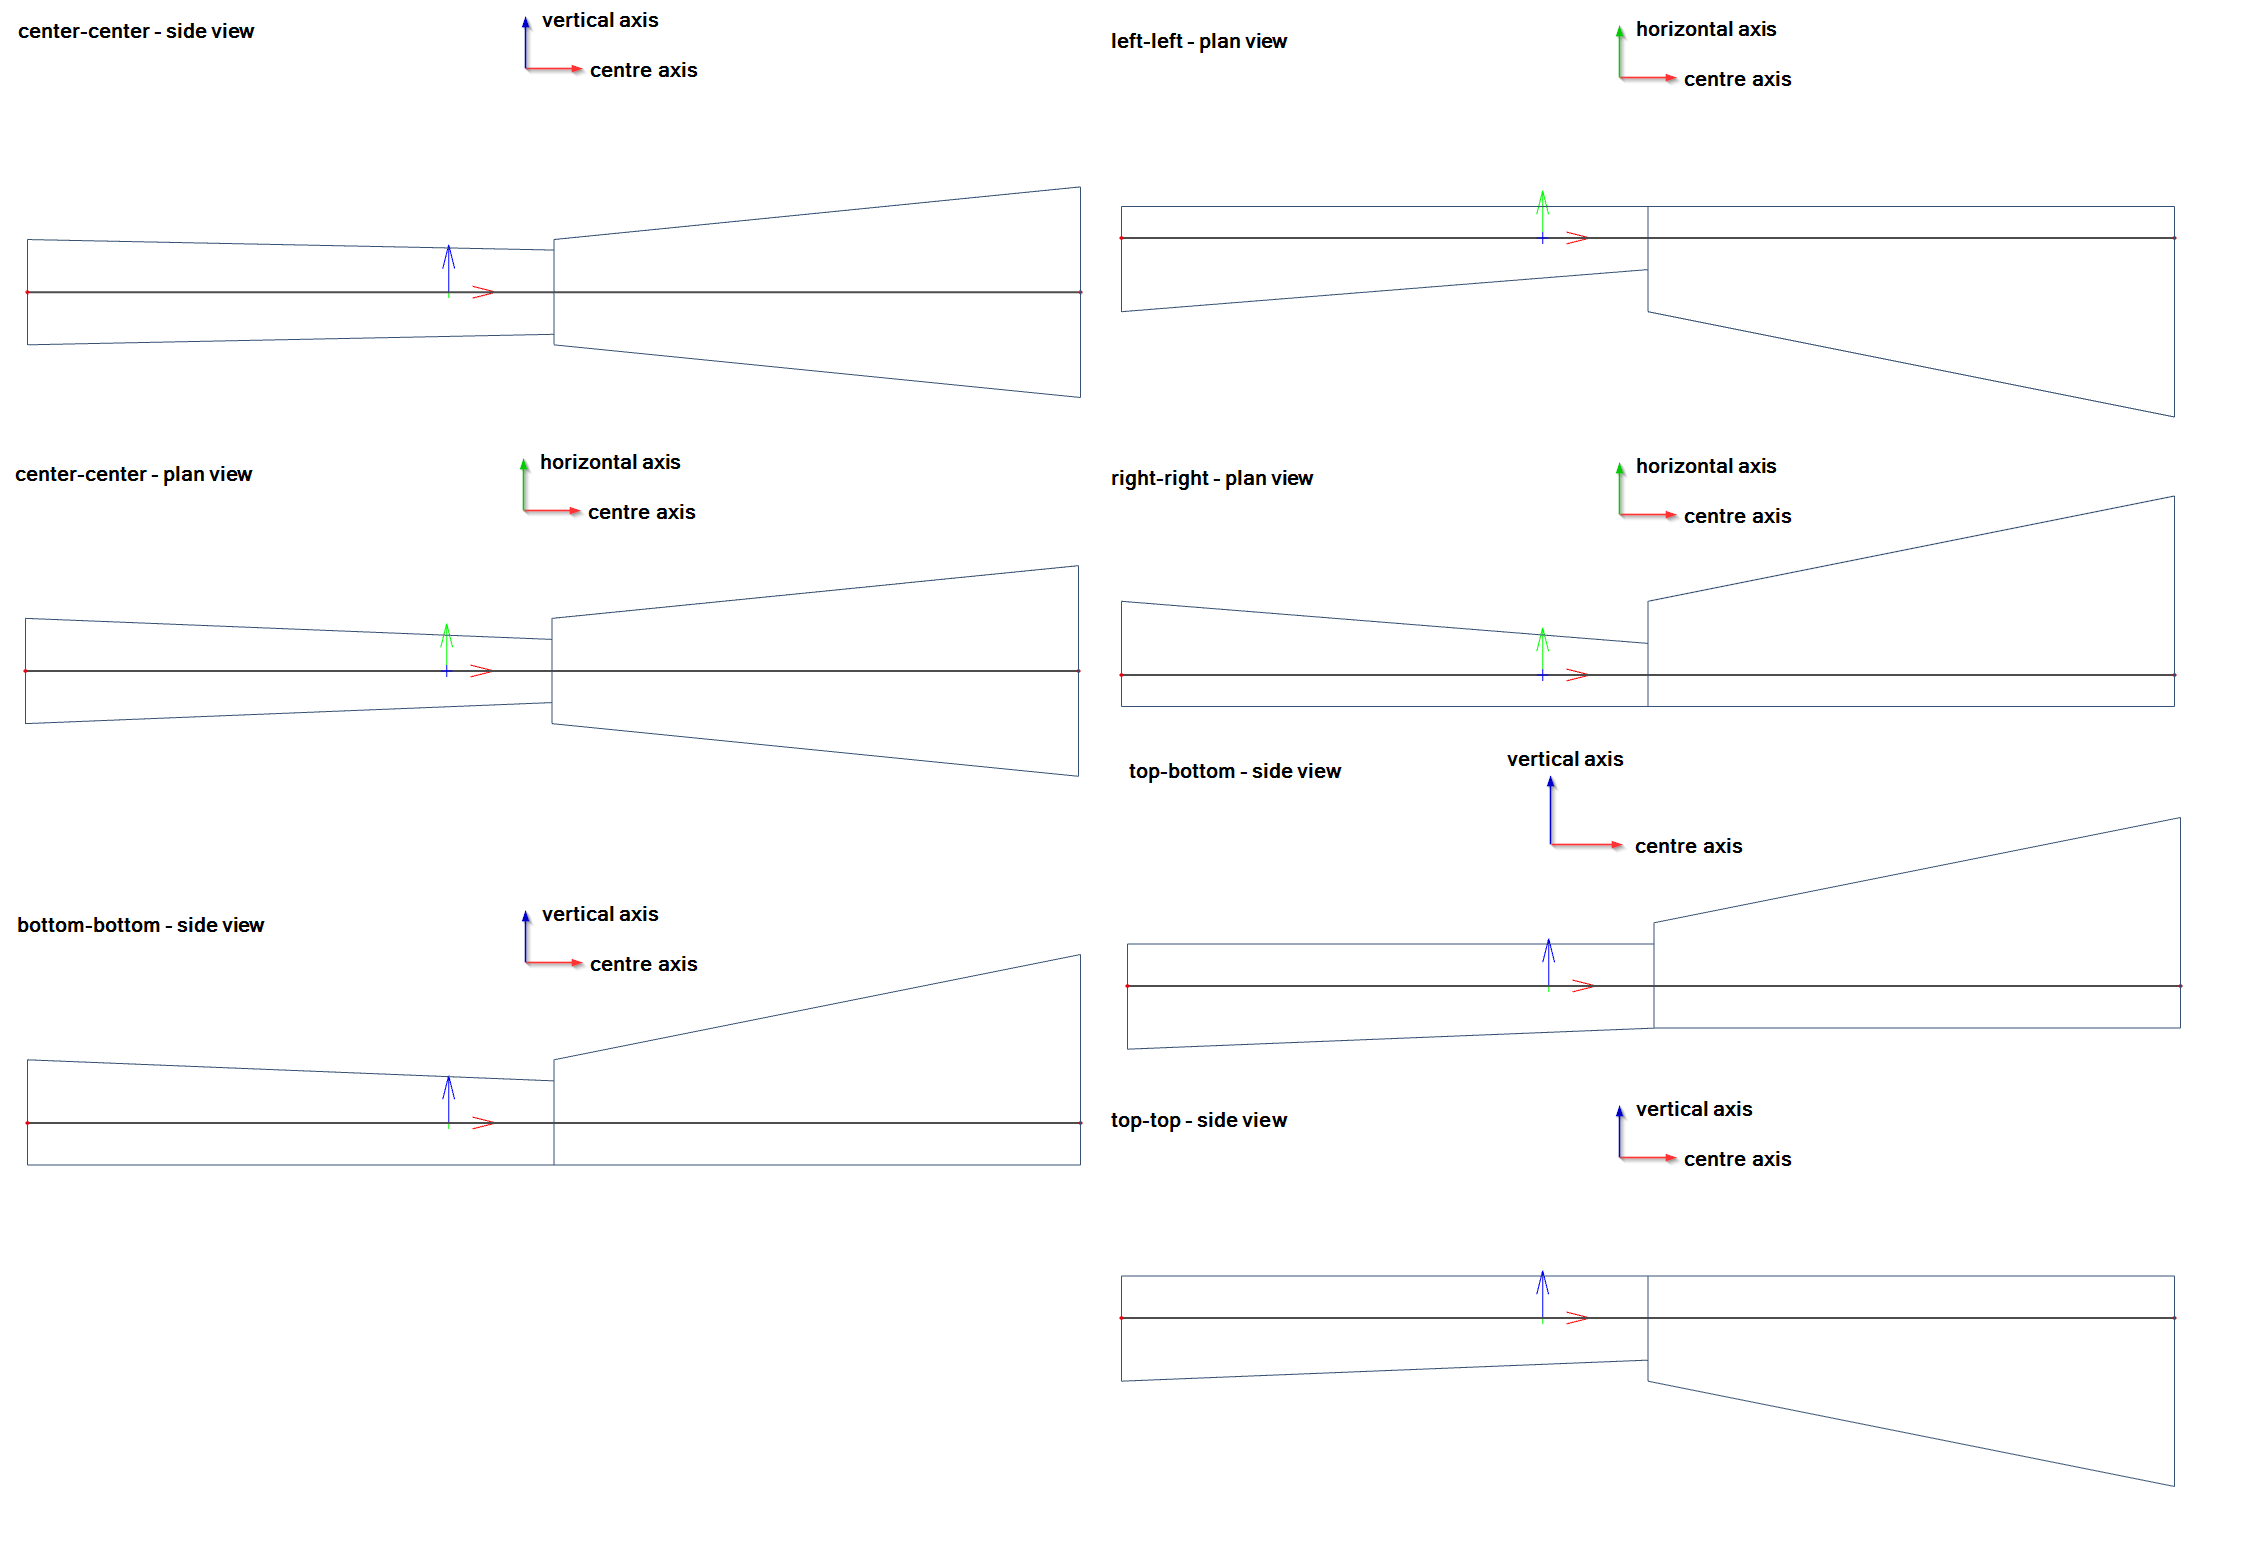 center-center - side view
vertical axis
centre axis
center-center - plan view
horizontal axis
centre axis
bottom-bottom - side view
vertical axis
centre axis
left-left - plan view
horizontal axis
centre axis
right-right - plan view
horizontal axis
centre axis
top-bottom - side view
vertical axis
centre axis
top-top - side view
vertical axis
centre axis